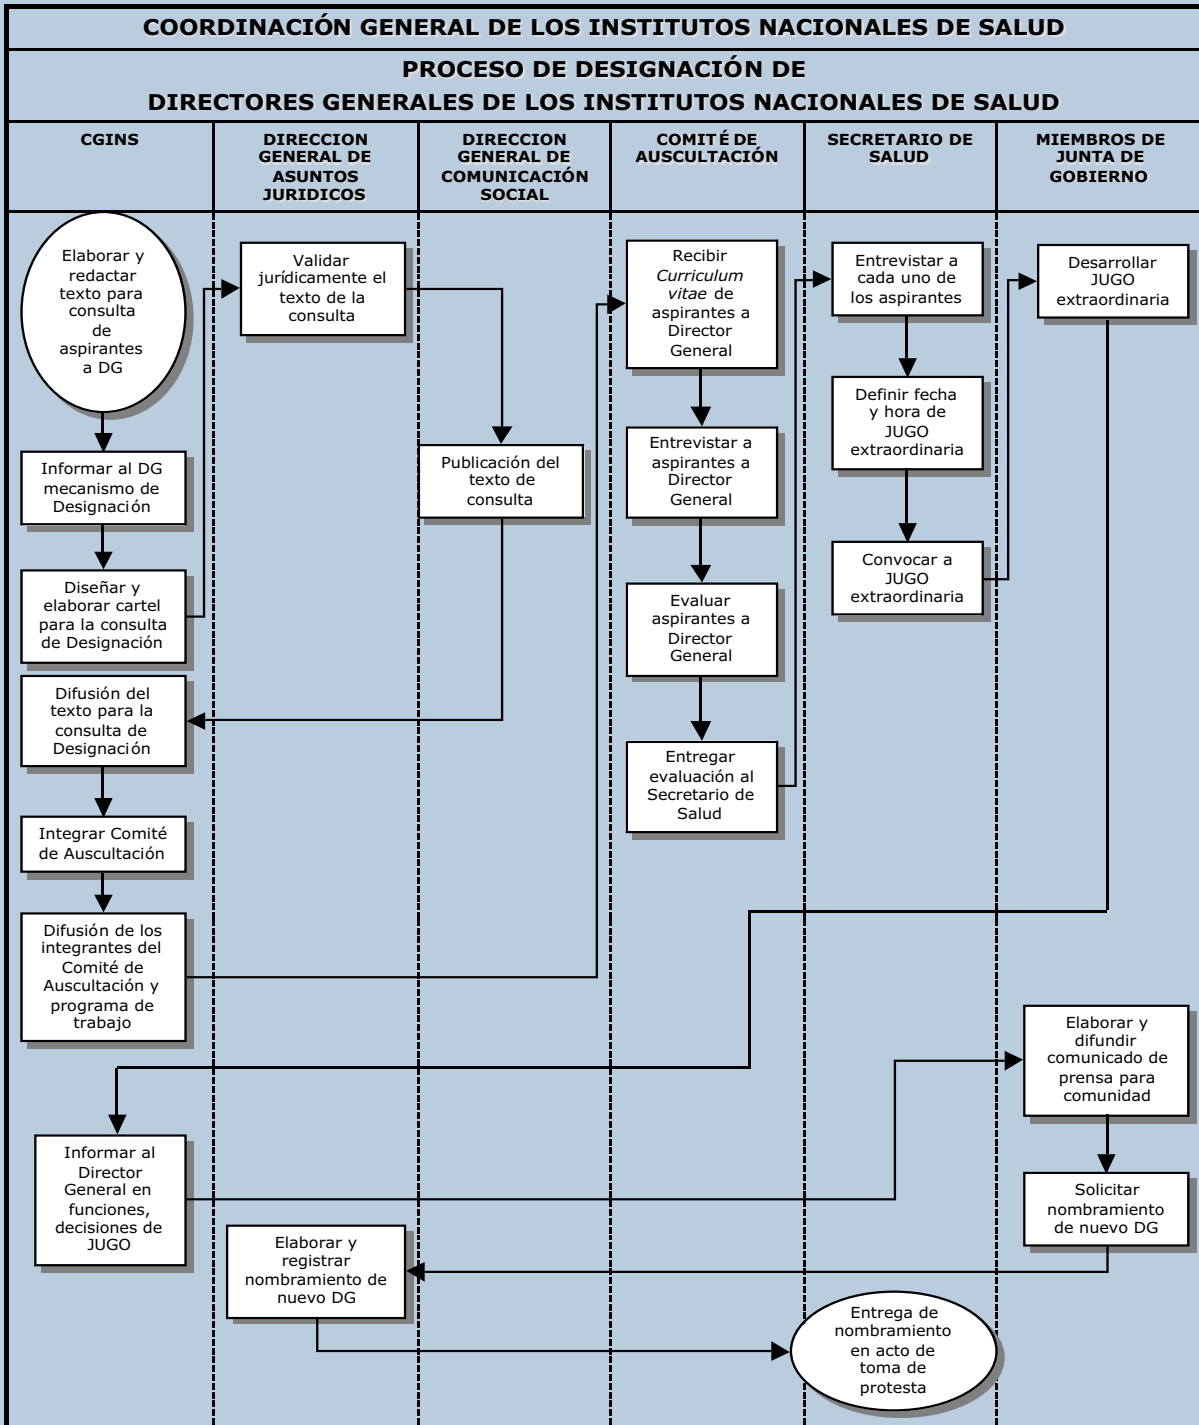 COORDINACIÓN GENERAL DE LOS INSTITUTOS NACIONALES DE SALUD
PROCESO DE DESIGNACIÓN DE
DIRECTORES GENERALES DE LOS INSTITUTOS NACIONALES DE SALUD
CGINS
DIRECCION
GENERAL DE
ASUNTOS
JURIDICOS
DIRECCION
GENERAL DE
COMUNICACIÓN
SOCIAL
COMITÉ DE
AUSCULTACIÓN
SECRETARIO DE
SALUD
MIEMBROS DE
JUNTA DE
GOBIERNO
Elaborar y
redactar
texto para
consulta
de
aspirantes
a DG
Informar al DG
mecanismo de
Designación
Diseñar y
elaborar cartel
para la consulta
de Designación
Difusión del
texto para la
consulta de
Designación
Integrar Comité
de Auscultación
Difusión de los
integrantes del
Comité de
Auscultación y
programa de
trabajo
Informar al
Director
General en
funciones,
decisiones de
JUGO
Validar
jurídicamente el
texto de la
consulta
Elaborar y
registrar
nombramiento de
nuevo DG
Publicación del
texto de
consulta
Recibir
Curriculum
vitae de
aspirantes a
Director
General
Entrevistar a
aspirantes a
Director
General
Evaluar
aspirantes a
Director
General
Entregar
evaluación al
Secretario de
Salud
Entrevistar a
cada uno de
los aspirantes
Definir fecha
y hora de
JUGO
extraordinaria
Convocar a
JUGO
extraordinaria
Entrega de
nombramiento
en acto de
toma de
protesta
Desarrollar
JUGO
extraordinaria
Elaborar y
difundir
comunicado de
prensa para
comunidad
Solicitar
nombramiento
de nuevo DG